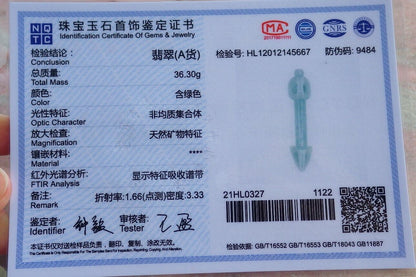 NQ
TC
珠宝玉石首饰鉴定证书
Identification Certificate Of Gems & Jewelry
MA
201719011111
GNBS
检验结论: 翡翠(A货)
Conclusion
检验号: HL12012145667 防伪码: 9484
总质量: 36.30g
Total Mass
颜色: 含绿色
Color
光性特征: 非均质集合体
Optic Character
放大检查: 天然矿物特征
Magnification
镶嵌材料: ****
红外光谱分析: 显示特征吸收谱带
FTIR Analysis
备注: 折射率:1.66(点测)密度:3.33
Remark
21HL0327 1122
鉴定者: 审核者:
Identifier Tester
检验依据: GB/T16552 GB/T16553 GB/T18043 GB11887
本证书仅对送检样品负责、翻印、复制、涂改无效。